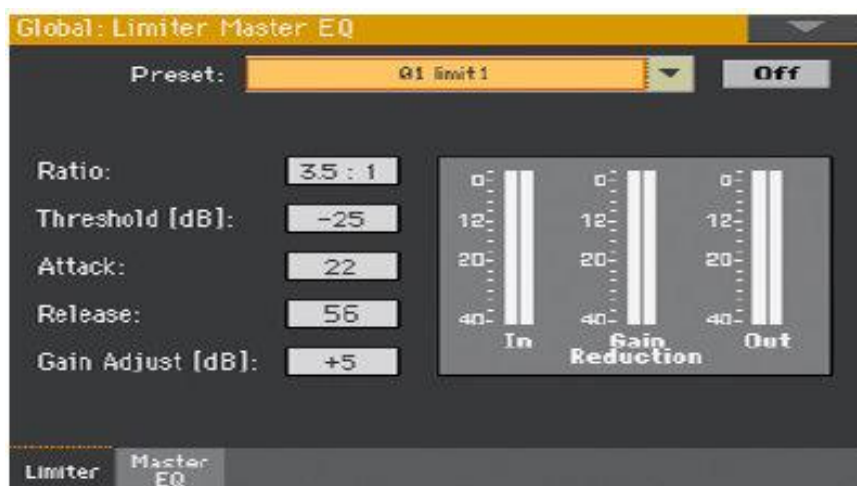 Global: Limiter Master EQ
Preset: 01 limit1 Off
Ratio: 3.5 : 1
Threshold [dB]: -25
Attack: 22
Release: 56
Gain Adjust [dB]: +5
0 0 0
12 12 12
20 20 20
40 40 40
In Gain Reduction Out
Limiter Master EQ